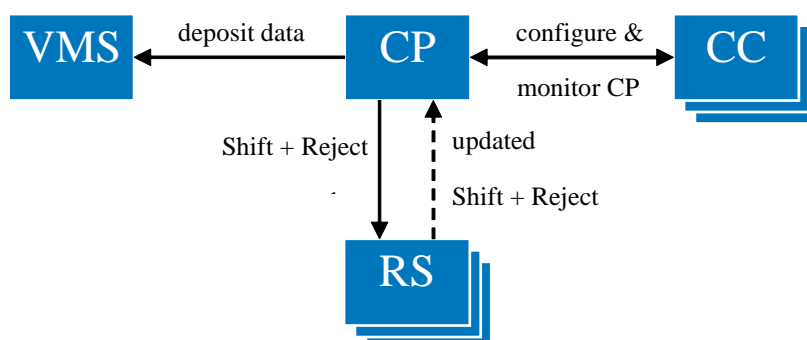 VMS
deposit data
CP
configure &
monitor CP
CC
Shift + Reject
updated
Shift + Reject
RS